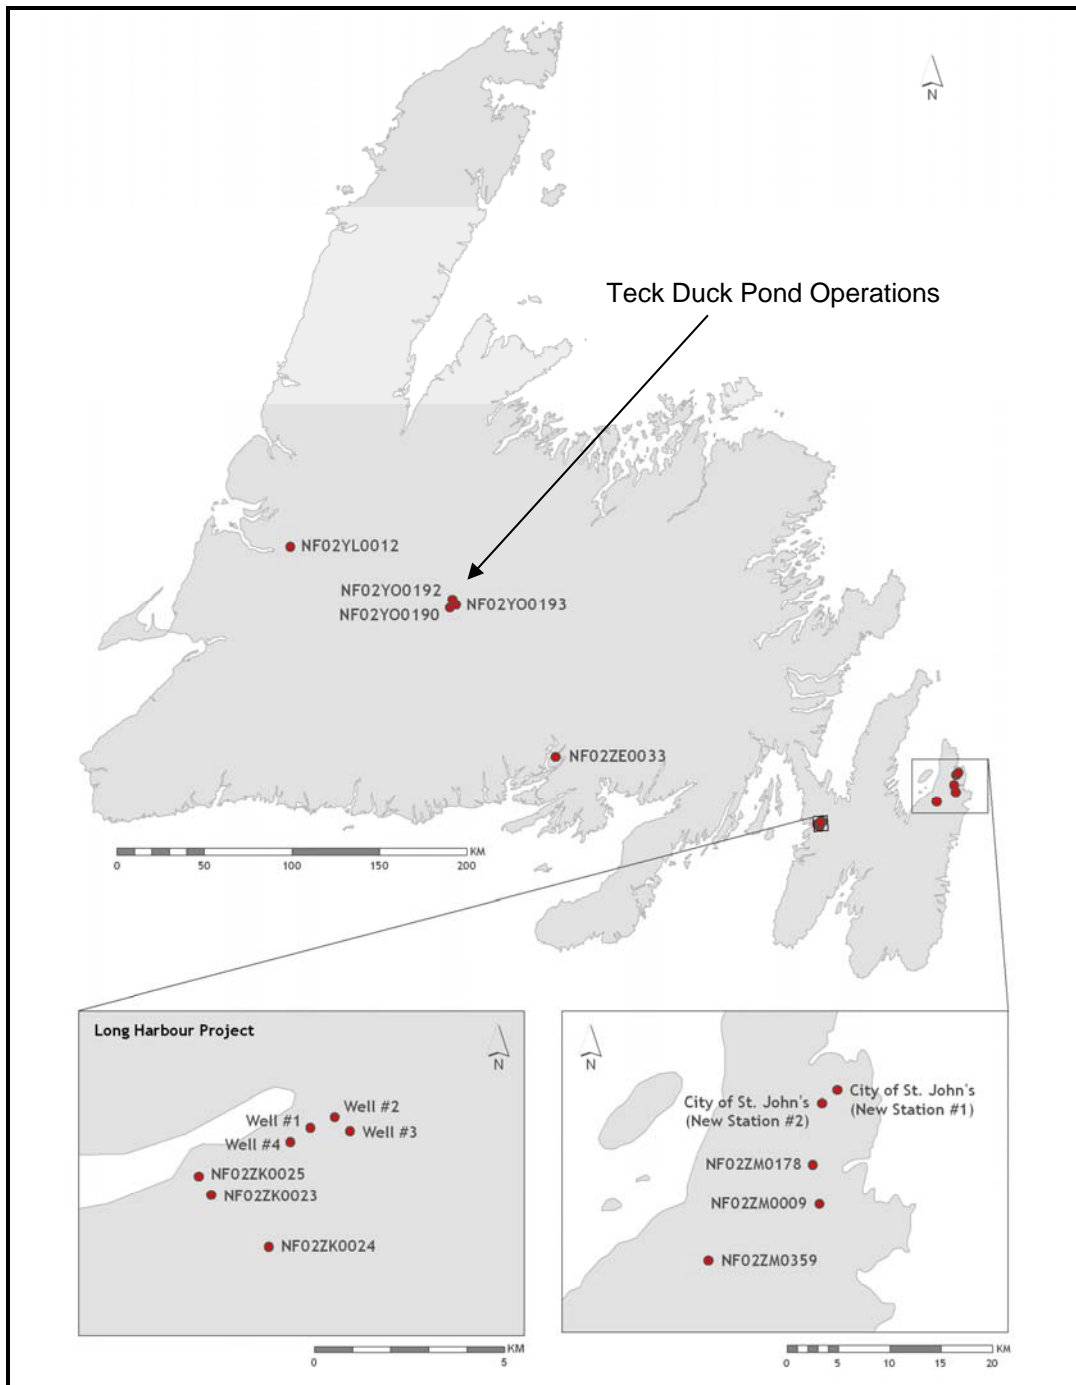 N
Teck Duck Pond Operations
NF02YL0012
NF02YO0192
NF02YO0193
NF02YO0190
NF02ZE0033
KM
0 50 100 150 200
Long Harbour Project
N
Well #2
Well #1
Well #3
Well #4
NF02ZK0025
NF02ZK0023
NF02ZK0024
KM
0 5
N
City of St. John's
(New Station #1)
City of St. John's
(New Station #2)
NF02ZM0178
NF02ZM0009
NF02ZM0359
KM
0 5 10 15 20